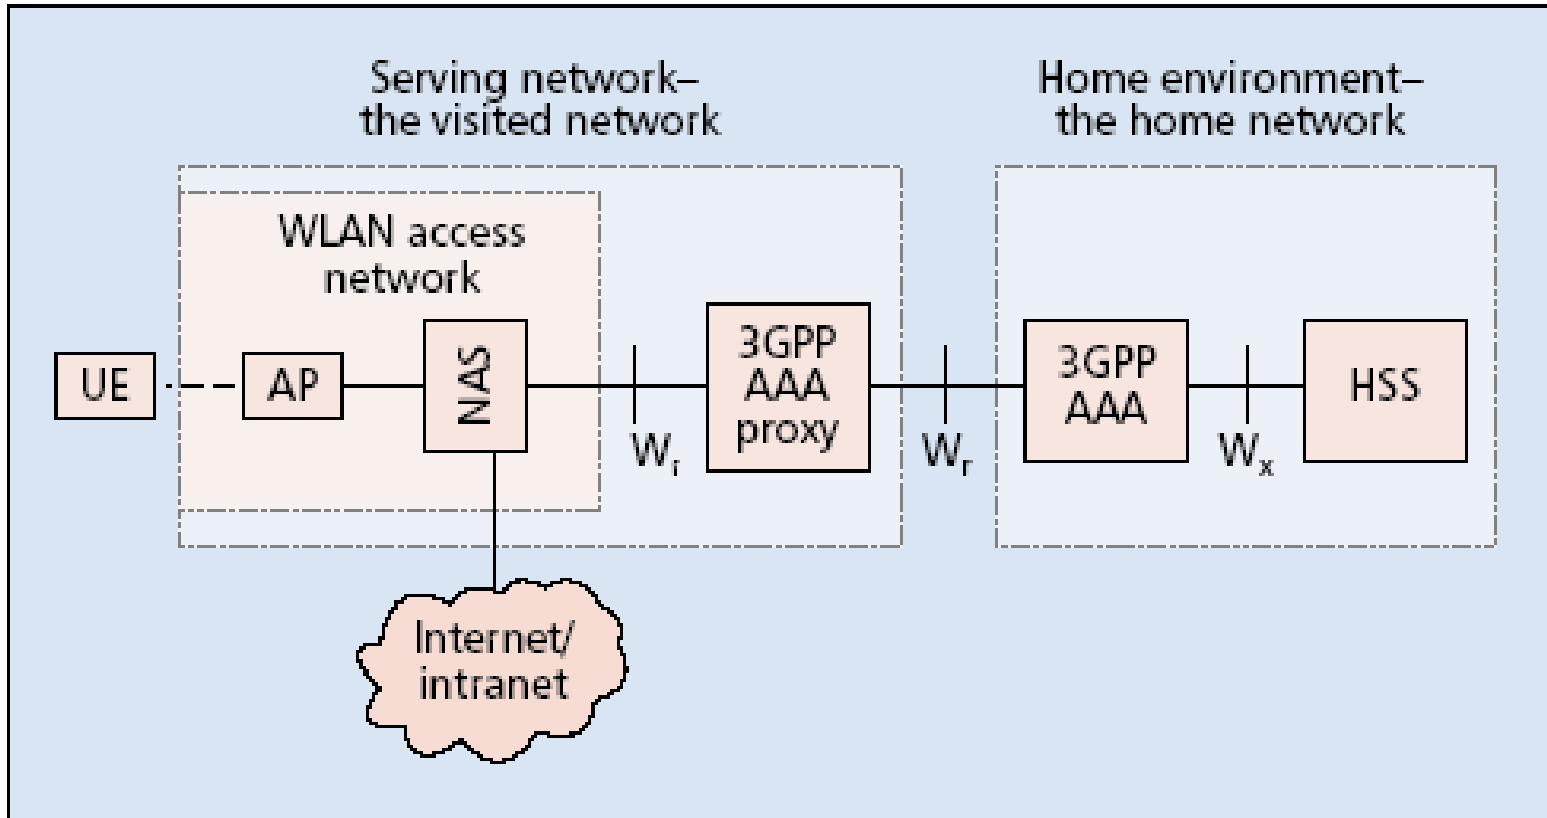 Serving network–
the visited network
Home environment–
the home network
WLAN access
network
UE
AP
NAS
Wi
3GPP
AAA
proxy
Wr
3GPP
AAA
Wx
HSS
Internet/
intranet